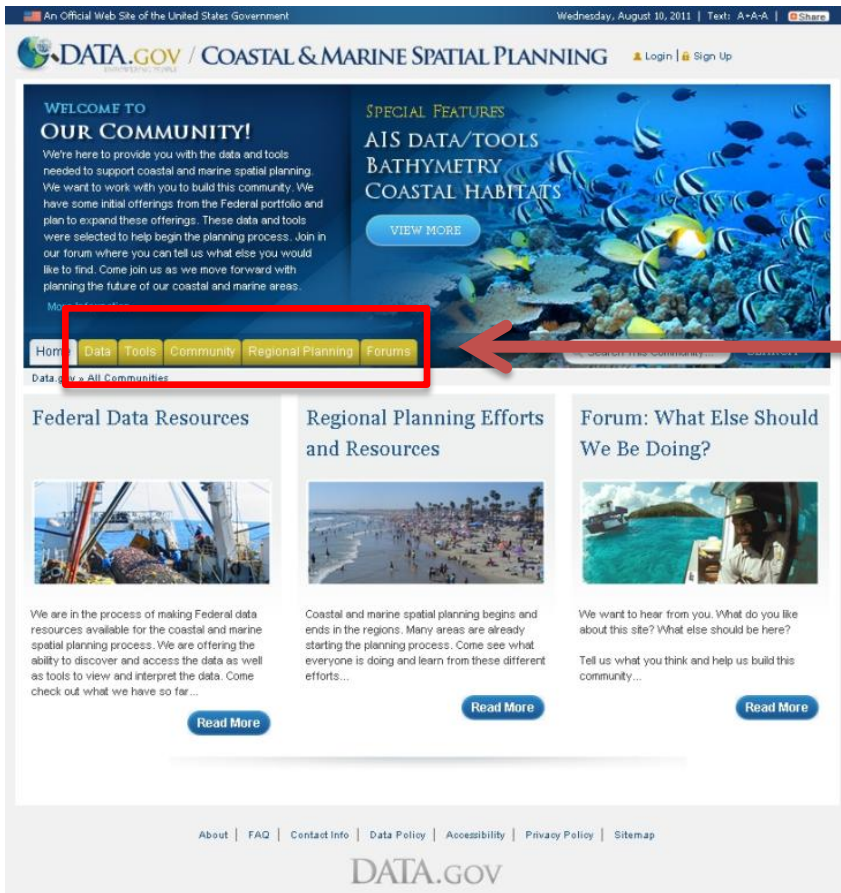 An Official Web Site of the United States Government
Wednesday, August 10, 2011 | Text: A+A-A | Share
DATA.GOV / COASTAL & MARINE SPATIAL PLANNING
EMPOWERING PEOPLE
Login | Sign Up
WELCOME TO
OUR COMMUNITY!
We're here to provide you with the data and tools
needed to support coastal and marine spatial planning.
We want to work with you to build this community. We
have some initial offerings from the Federal portfolio and
plan to expand these offerings. These data and tools
were selected to help begin the planning process. Join in
our forum where you can tell us what else you would
like to find. Come join us as we move forward with
planning the future of our coastal and marine areas.
More Information
SPECIAL FEATURES
AIS DATA/TOOLS
BATHYMETRY
COASTAL HABITATS
VIEW MORE
Home Data Tools Community Regional Planning Forums
Search This Community...
Data.gov » All Communities
Federal Data Resources
We are in the process of making Federal data
resources available for the coastal and marine
spatial planning process. We are offering the
ability to discover and access the data as well
as tools to view and interpret the data. Come
check out what we have so far...
Read More
Regional Planning Efforts
and Resources
Coastal and marine spatial planning begins and
ends in the regions. Many areas are already
starting the planning process. Come see what
everyone is doing and learn from these different
efforts...
Read More
Forum: What Else Should
We Be Doing?
We want to hear from you. What do you like
about this site? What else should be here?
Tell us what you think and help us build this
community...
Read More
About | FAQ | Contact Info | Data Policy | Accessibility | Privacy Policy | Sitemap
DATA.GOV